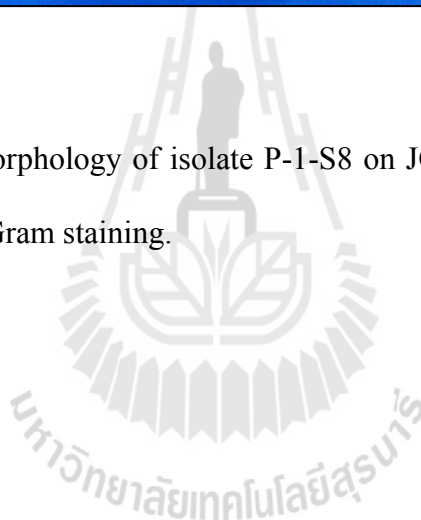 orphology of isolate P-1-S8 on J
Gram staining.
มหาวิทยาลัยเทคโนโลยีสุรนารี